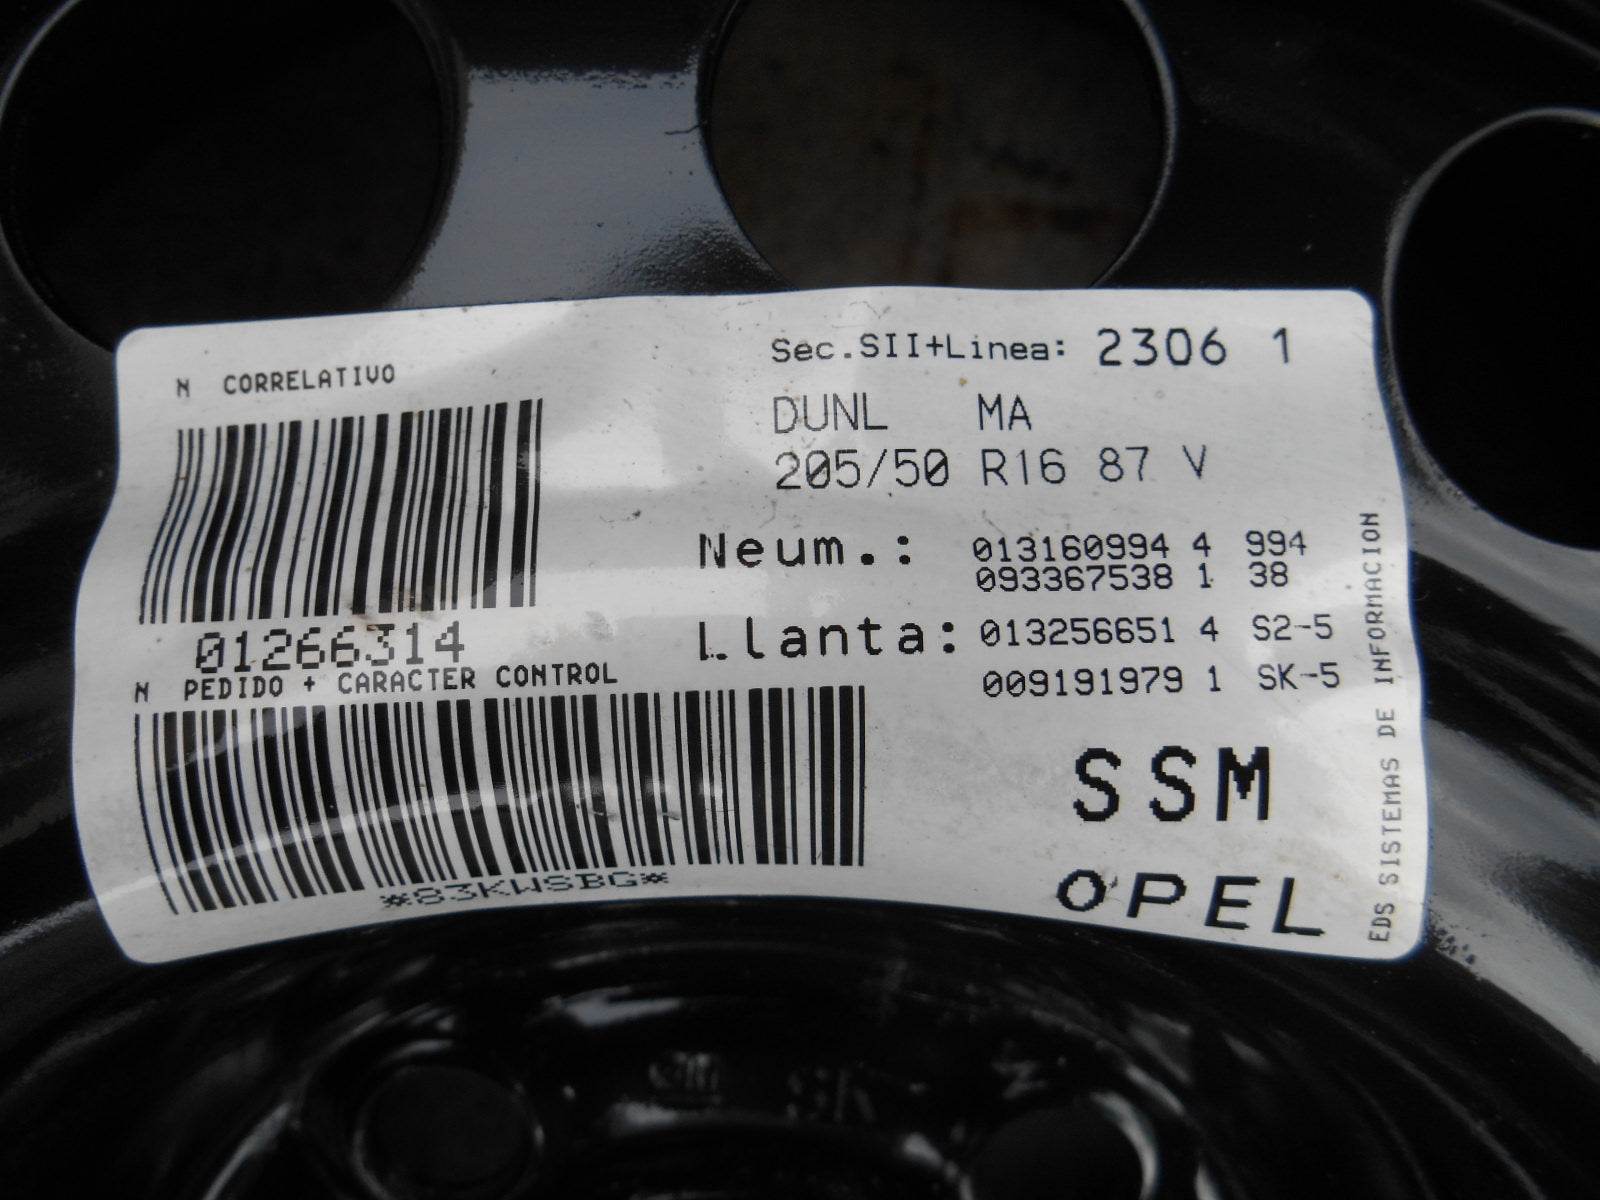 Sec.SII+Linea: 2306 1
N CORRELATIVO
DUNL MA
205/50 R16 87 V
Neum.: 013160994 4 994
093367538 1 38
01266314
Llanta: 013256651 4 S2-5
N PEDIDO + CARACTER CONTROL
009191979 1 SK-5
SSM
*83KWSBG*
OPEL
EDS SISTEMAS DE INFORMACION
GM SK